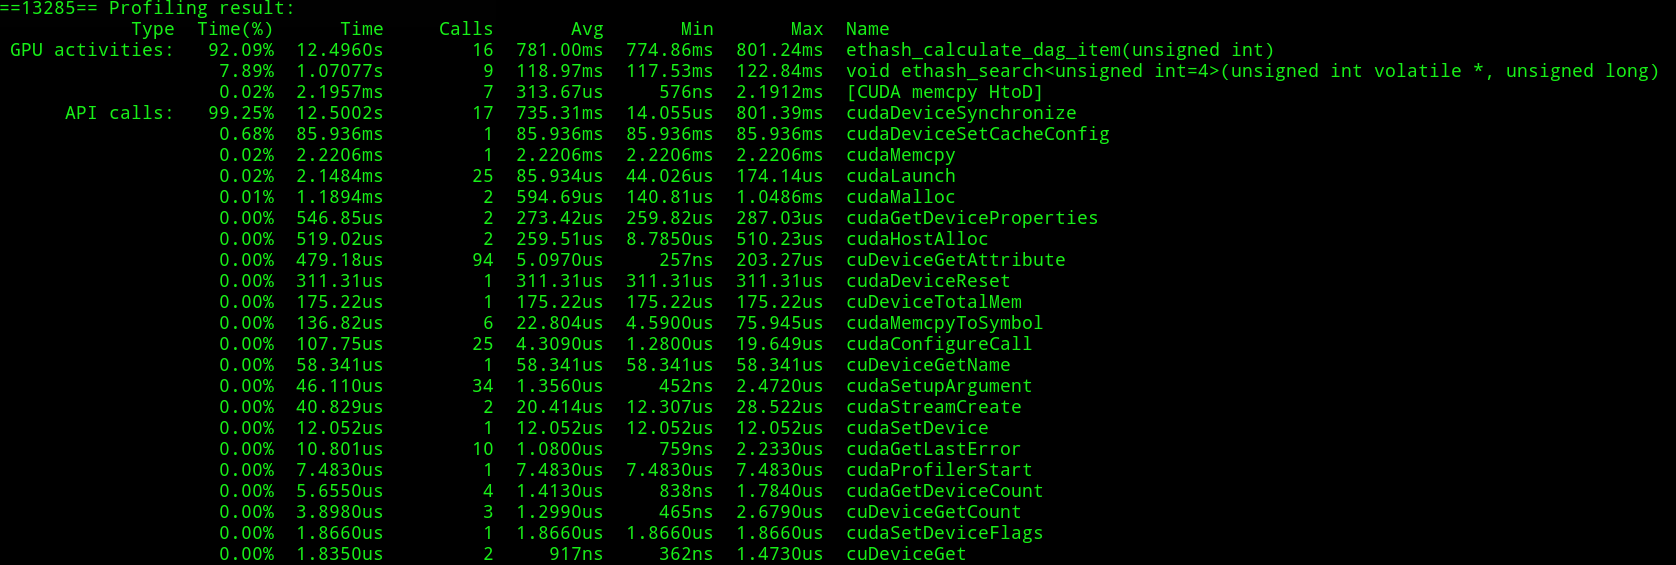 ==13285== Profiling result:
Type Time(%) Time Calls Avg Min Max Name
GPU activities: 92.09% 12.4960s 16 781.00ms 774.86ms 801.24ms ethash_calculate_dag_item(unsigned int)
7.89% 1.07077s 9 118.97ms 117.53ms 122.84ms void ethash_search<unsigned int=4>(unsigned int volatile *, unsigned long)
0.02% 2.1957ms 7 313.67us 576ns 2.1912ms [CUDA memcpy HtoD]
API calls: 99.25% 12.5002s 17 735.31ms 14.055us 801.39ms cudaDeviceSynchronize
0.68% 85.936ms 1 85.936ms 85.936ms 85.936ms cudaDeviceSetCacheConfig
0.02% 2.2206ms 1 2.2206ms 2.2206ms 2.2206ms cudaMemcpy
0.02% 2.1484ms 25 85.934us 44.026us 174.14us cudaLaunch
0.01% 1.1894ms 2 594.69us 140.81us 1.0486ms cudaMalloc
0.00% 546.85us 2 273.42us 259.82us 287.03us cudaGetDeviceProperties
0.00% 519.02us 2 259.51us 8.7850us 510.23us cudaHostAlloc
0.00% 479.18us 94 5.0970us 257ns 203.27us cuDeviceGetAttribute
0.00% 311.31us 1 311.31us 311.31us 311.31us cudaDeviceReset
0.00% 175.22us 1 175.22us 175.22us 175.22us cuDeviceTotalMem
0.00% 136.82us 6 22.804us 4.5900us 75.945us cudaMemcpyToSymbol
0.00% 107.75us 25 4.3090us 1.2800us 19.649us cudaConfigureCall
0.00% 58.341us 1 58.341us 58.341us 58.341us cuDeviceGetName
0.00% 46.110us 34 1.3560us 452ns 2.4720us cudaSetupArgument
0.00% 40.829us 2 20.414us 12.307us 28.522us cudaStreamCreate
0.00% 12.052us 1 12.052us 12.052us 12.052us cudaSetDevice
0.00% 10.801us 10 1.0800us 759ns 2.2330us cudaGetLastError
0.00% 7.4830us 1 7.4830us 7.4830us 7.4830us cudaProfilerStart
0.00% 5.6550us 4 1.4130us 838ns 1.7840us cudaGetDeviceCount
0.00% 3.8980us 3 1.2990us 465ns 2.6790us cuDeviceGetCount
0.00% 1.8660us 1 1.8660us 1.8660us 1.8660us cudaSetDeviceFlags
0.00% 1.8350us 2 917ns 362ns 1.4730us cuDeviceGet